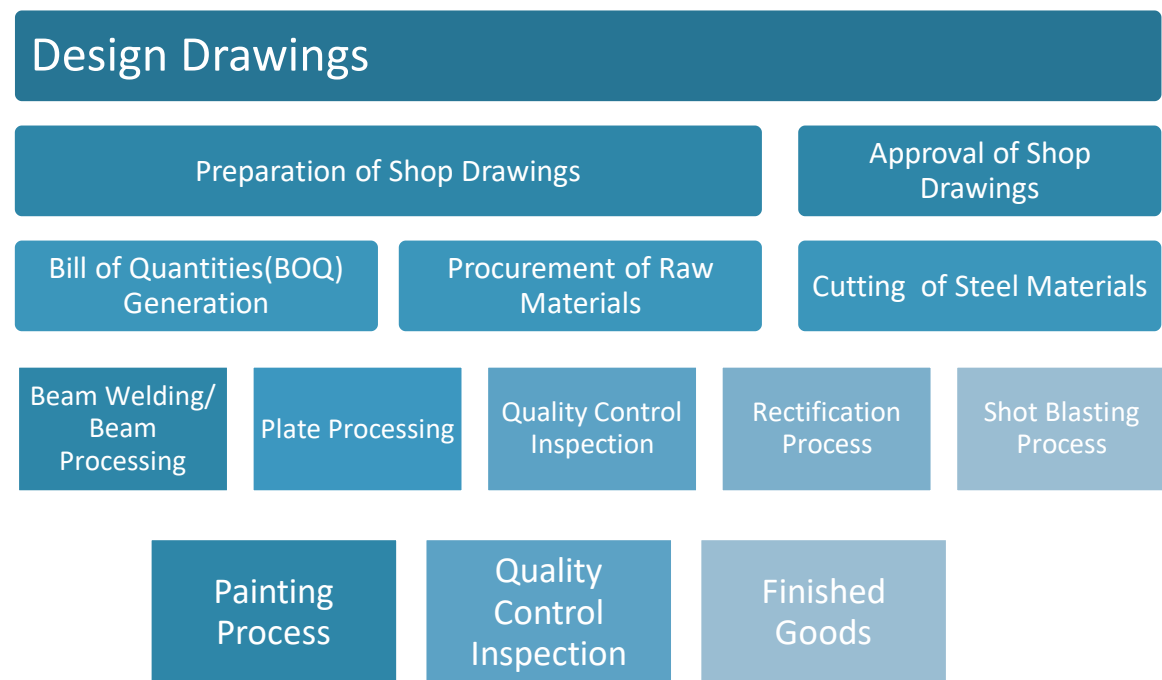 Design Drawings
Preparation of Shop Drawings
Approval of Shop
Drawings
Bill of Quantities(BOQ)
Generation
Procurement of Raw
Materials
Cutting  of Steel Materials
Beam Welding/
Beam
Processing
Plate Processing
Quality Control
Inspection
Rectification
Process
Shot Blasting
Process
Painting
Process
Quality
Control
Inspection
Finished
Goods